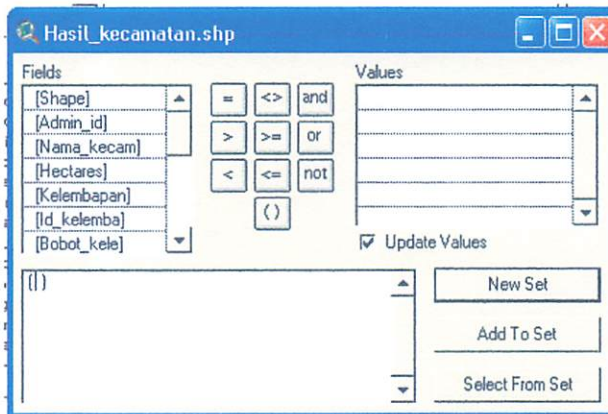 Hasil_kecamatan.shp
Fields
Values
[Shape]
[Admin_id]
[Nama_kecam]
[Hectares]
[Kelembapan]
[Id_kelemba]
[Bobot_kele]
= <> and
> >= or
< <= not
()
Update Values
()
New Set
Add To Set
Select From Set